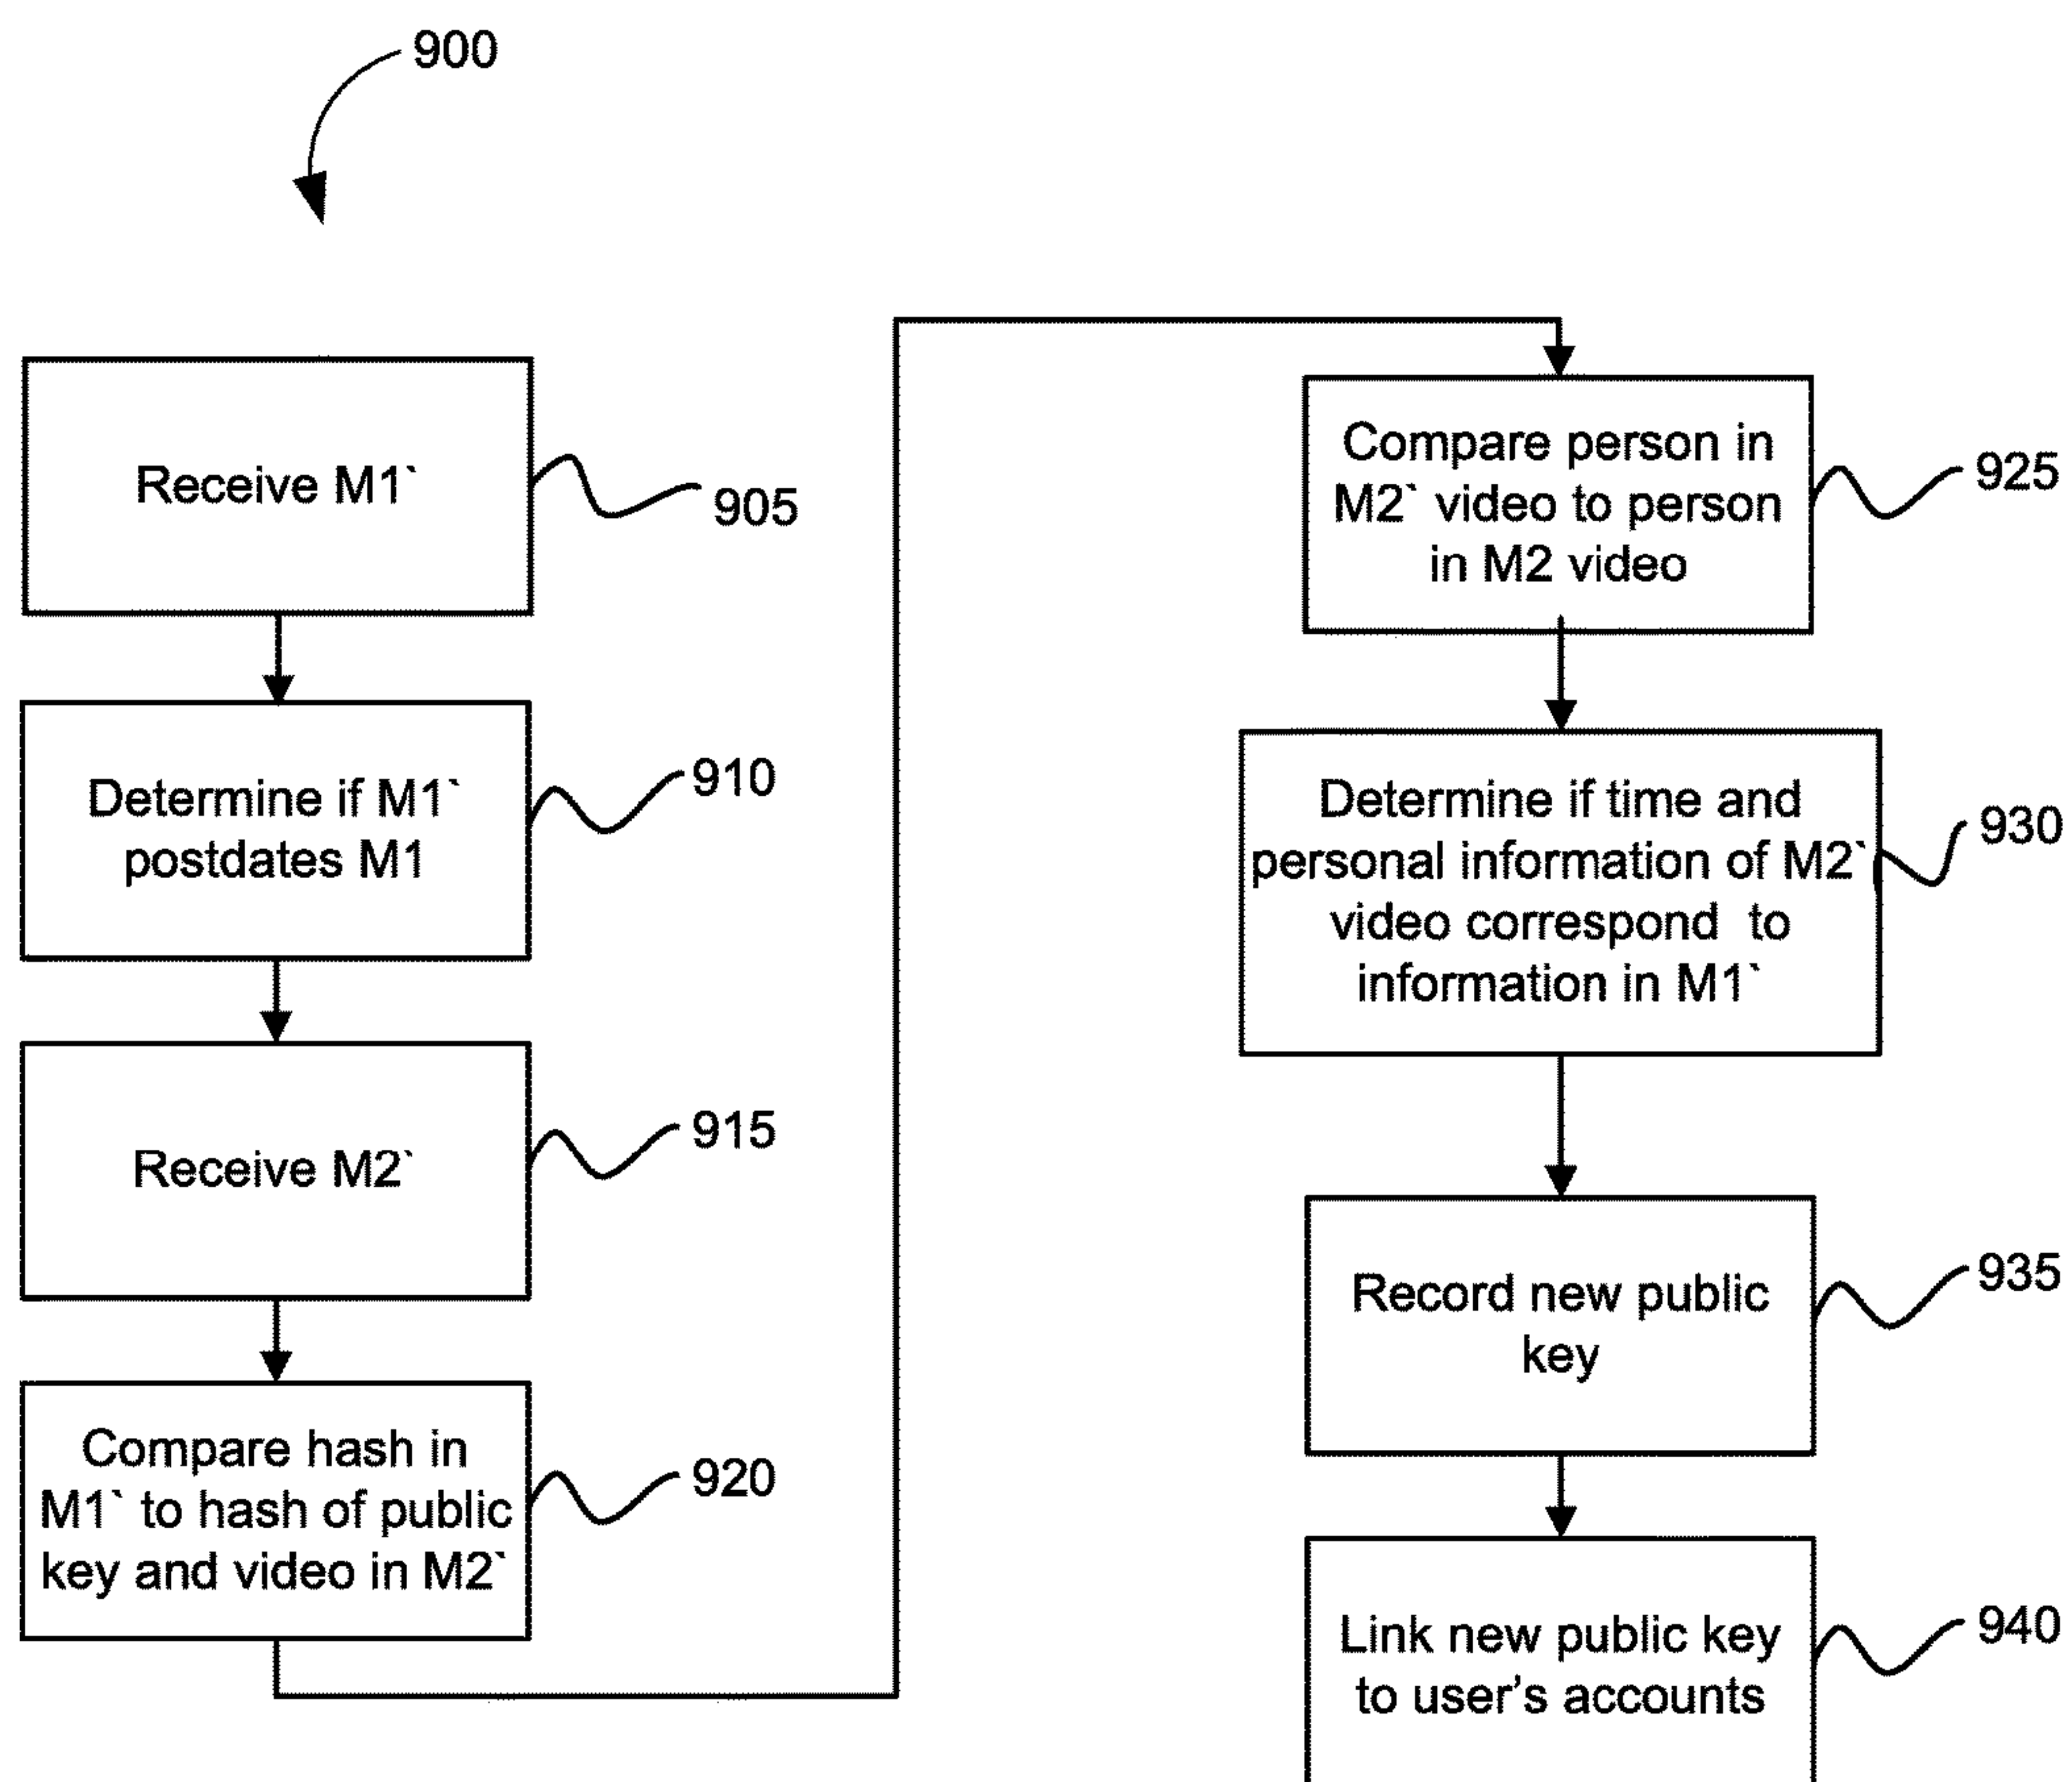 900
Receive M1`
905
Determine if M1`
postdates M1
910
Receive M2`
915
Compare hash in
M1` to hash of public
key and video in M2`
920
Compare person in
M2` video to person
in M2 video
925
Determine if time and
personal information of M2`
video correspond to
information in M1`
930
Record new public
key
935
Link new public key
to user's accounts
940